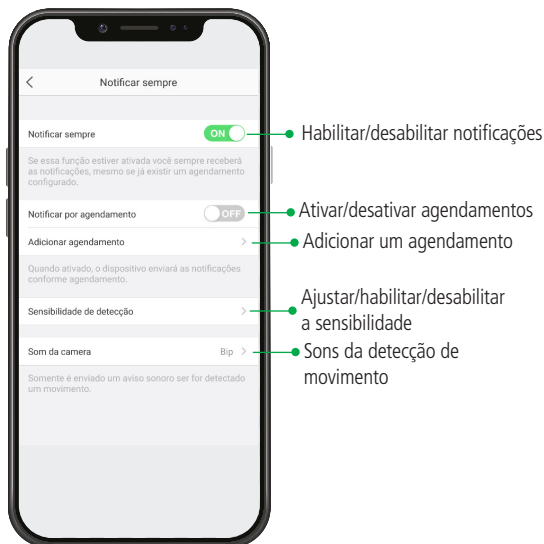 Notificar sempre
Notificar sempre ON
Habilitar/desabilitar notificações
Se essa função estiver ativada você sempre receberá
as notificações, mesmo se já existir um agendamento
configurado.
Notificar por agendamento OFF
Ativar/desativar agendamentos
Adicionar agendamento
Adicionar um agendamento
Quando ativado, o dispositivo enviará as notificações
conforme agendamento.
Sensibilidade de detecção
Ajustar/habilitar/desabilitar
a sensibilidade
Som da camera Bip
Sons da detecção de
movimento
Somente é enviado um aviso sonoro ser for detectado
um movimento.